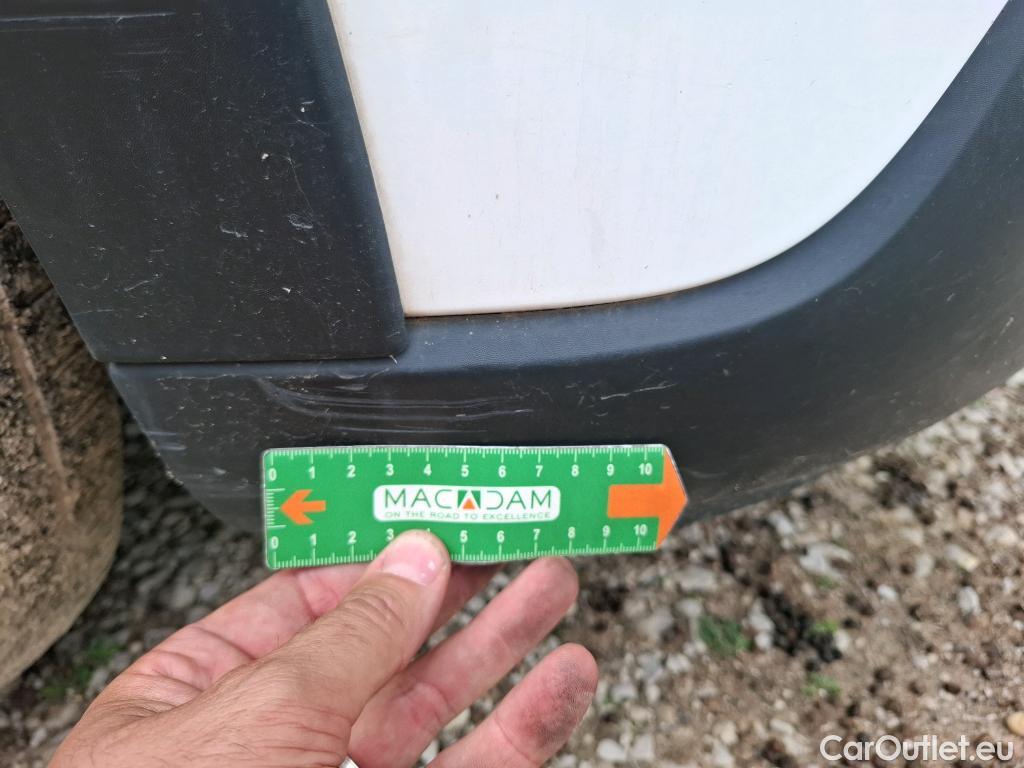 0 1 2 3 4 5 6 7 8 9 10
MACADAM
ON THE ROAD TO EXCELLENCE
0 1 2 3 5 6 7 8 9 10
CarOutlet.eu